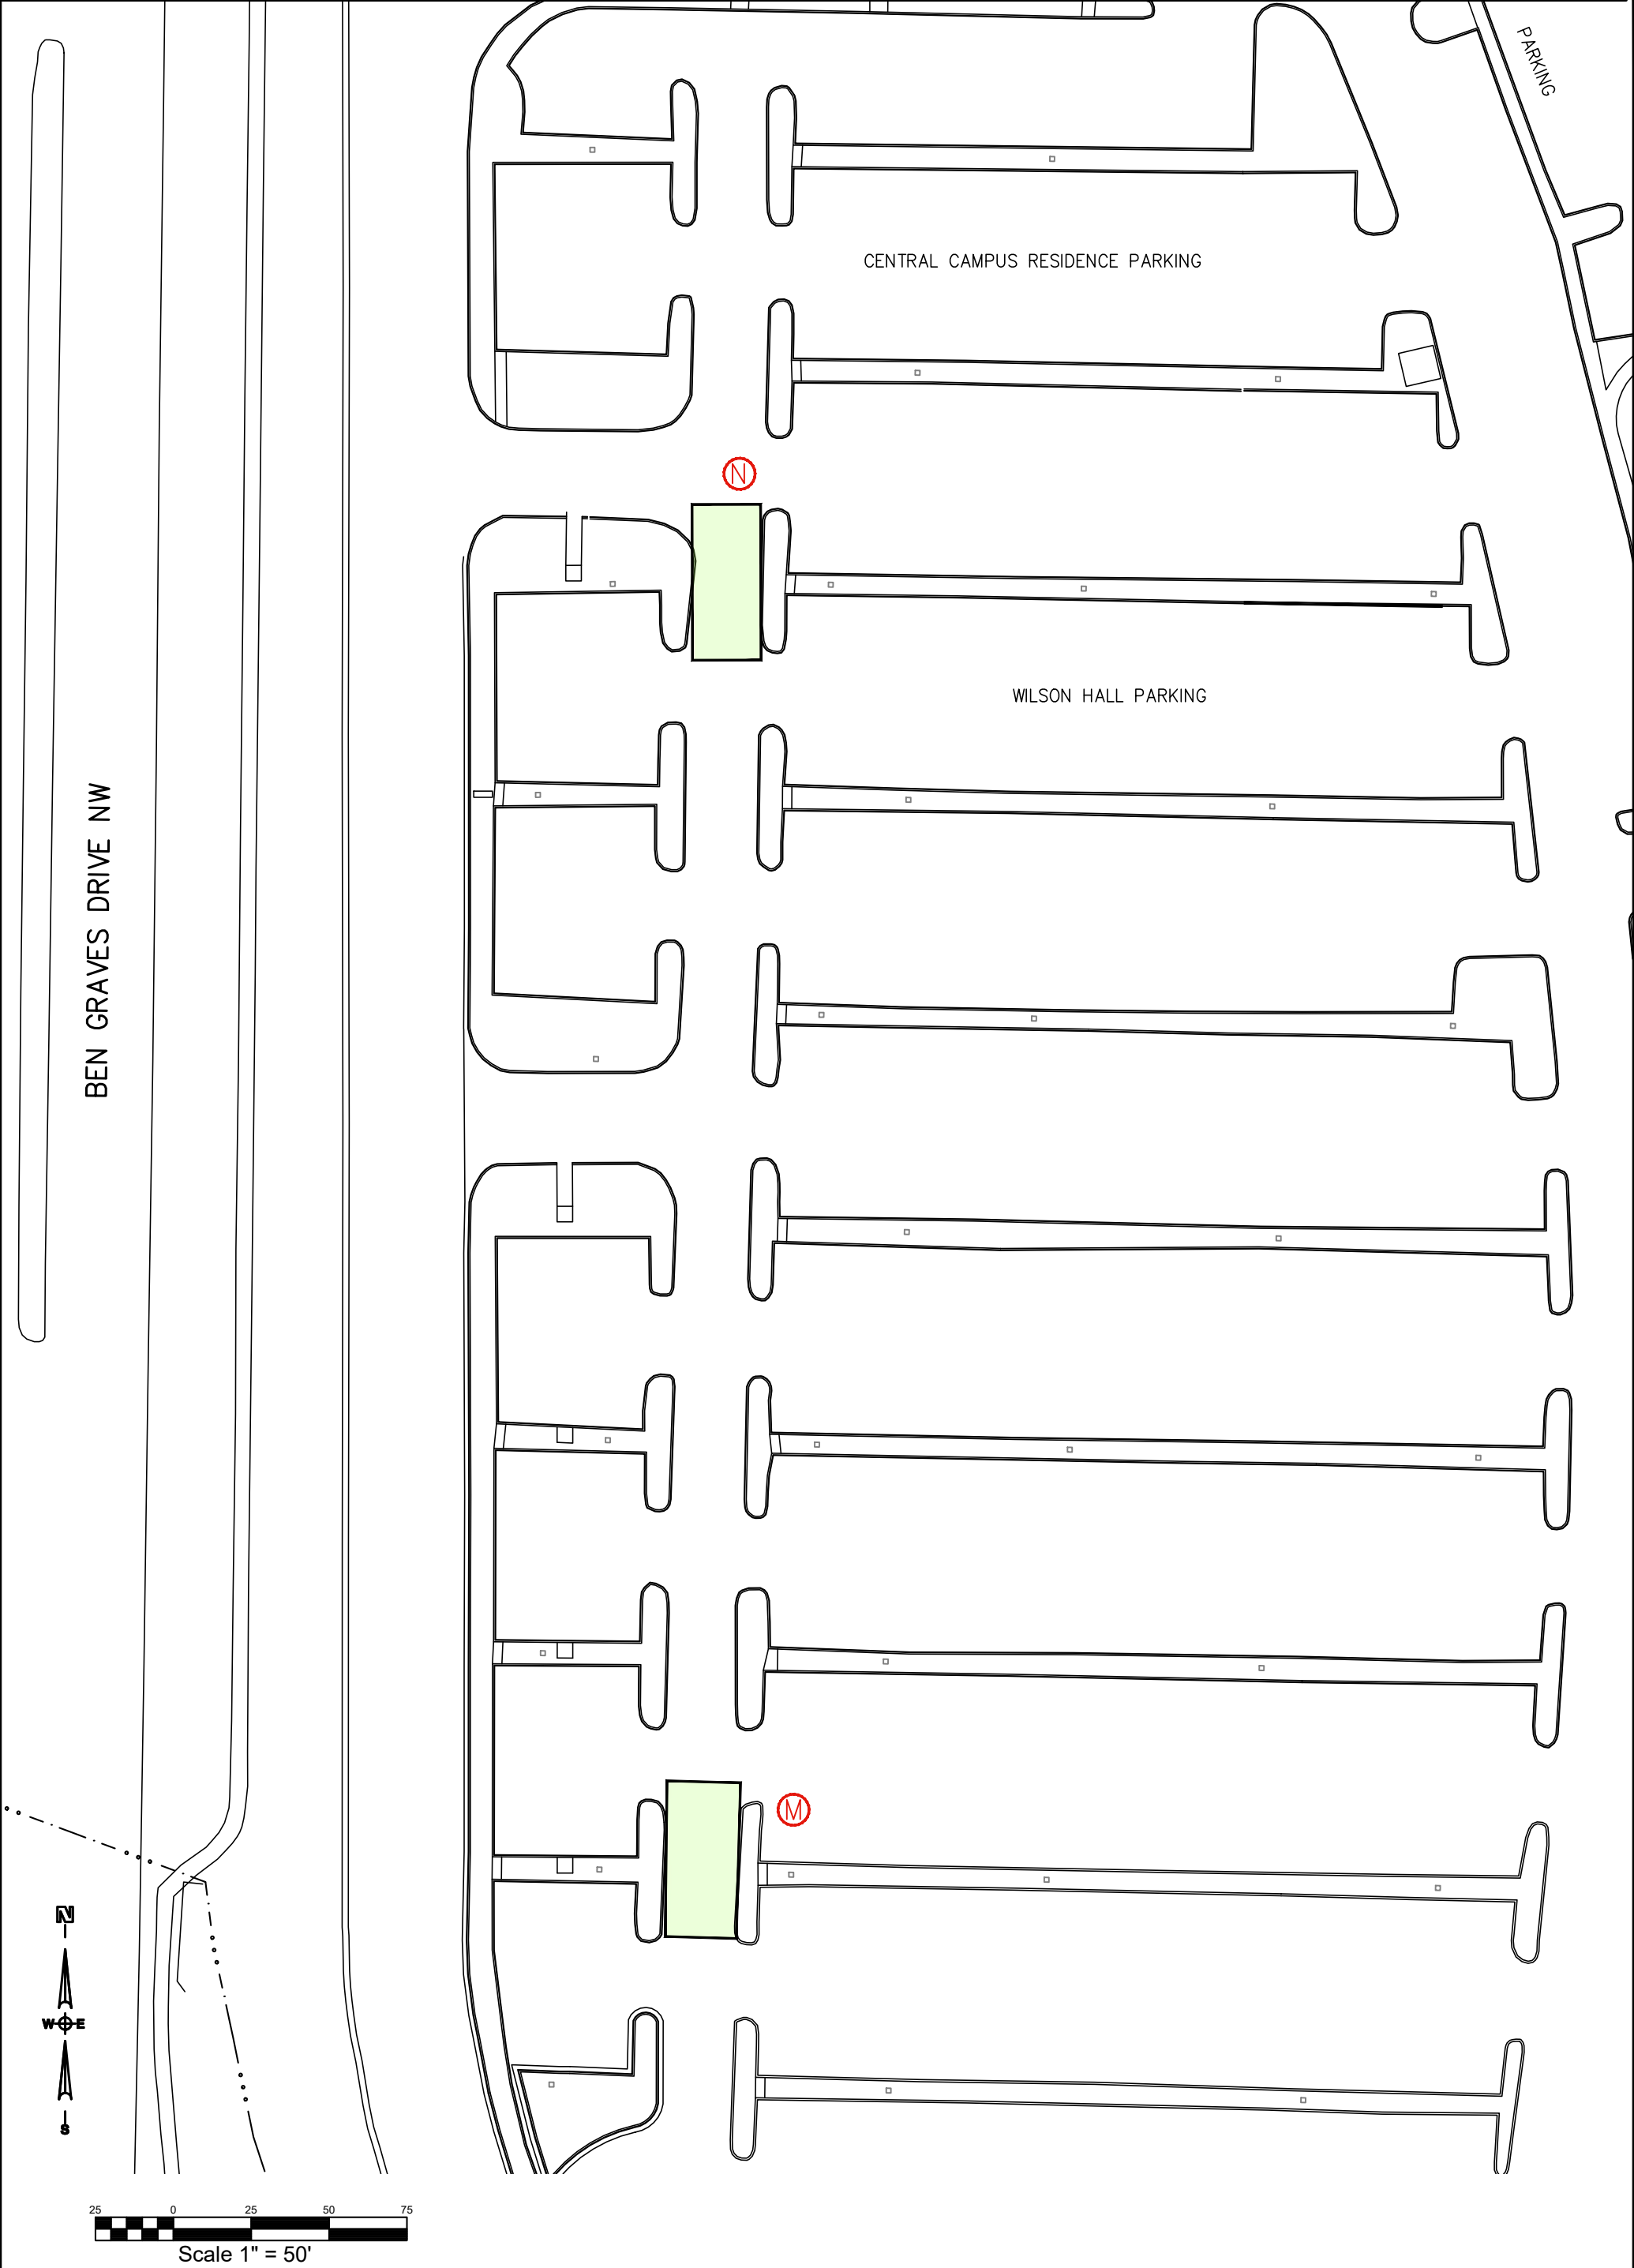 PARKING
CENTRAL CAMPUS RESIDENCE PARKING
N
WILSON HALL PARKING
BEN GRAVES DRIVE NW
M
N
W E
S
25 0 25 50 75
Scale 1" = 50'